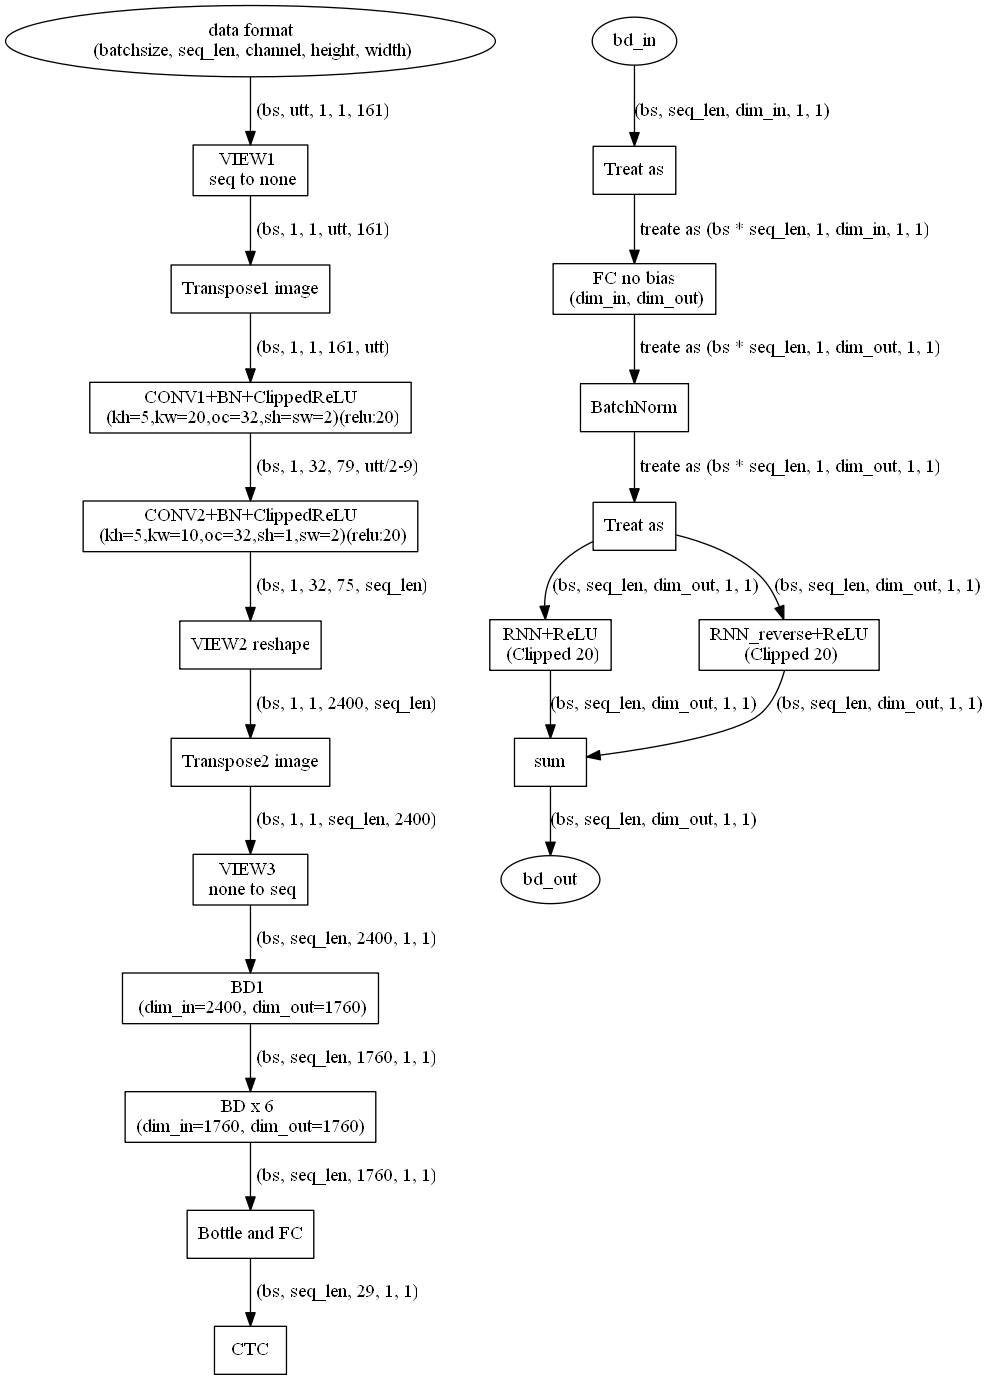 data format
(batchsize, seq_len, channel, height, width)
(bs, utt, 1, 1, 161)
VIEW1
seq to none
(bs, 1, 1, utt, 161)
Transpose1 image
(bs, 1, 1, 161, utt)
CONV1+BN+ClippedReLU
(kh=5,kw=20,oc=32,sh=sw=2)(relu:20)
(bs, 1, 32, 79, utt/2-9)
CONV2+BN+ClippedReLU
(kh=5,kw=10,oc=32,sh=1,sw=2)(relu:20)
(bs, 1, 32, 75, seq_len)
VIEW2 reshape
(bs, 1, 1, 2400, seq_len)
Transpose2 image
(bs, 1, 1, seq_len, 2400)
VIEW3
none to seq
(bs, seq_len, 2400, 1, 1)
BD1
(dim_in=2400, dim_out=1760)
(bs, seq_len, 1760, 1, 1)
BD x 6
(dim_in=1760, dim_out=1760)
(bs, seq_len, 1760, 1, 1)
Bottle and FC
(bs, seq_len, 29, 1, 1)
CTC
bd_in
(bs, seq_len, dim_in, 1, 1)
Treat as
treate as (bs * seq_len, 1, dim_in, 1, 1)
FC no bias
(dim_in, dim_out)
treate as (bs * seq_len, 1, dim_out, 1, 1)
BatchNorm
treate as (bs * seq_len, 1, dim_out, 1, 1)
Treat as
(bs, seq_len, dim_out, 1, 1)
(bs, seq_len, dim_out, 1, 1)
RNN+ReLU
(Clipped 20)
RNN_reverse+ReLU
(Clipped 20)
(bs, seq_len, dim_out, 1, 1)
(bs, seq_len, dim_out, 1, 1)
sum
(bs, seq_len, dim_out, 1, 1)
bd_out